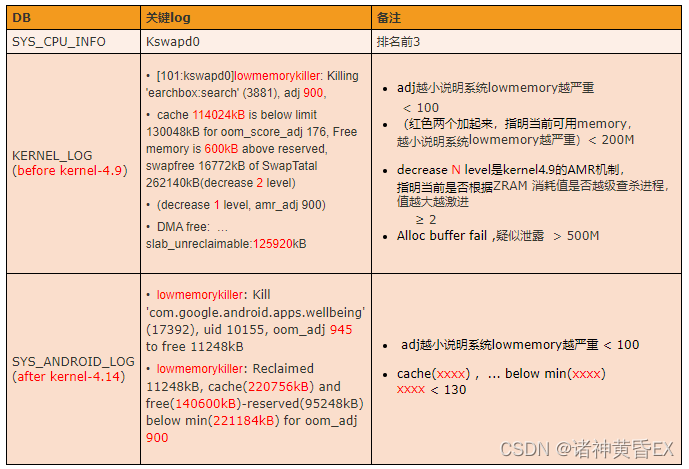 DB 关键log 备注
SYS_CPU_INFO Kswapd0 排名前3
KERNEL_LOG
(before kernel-4.9)
• [101:kswapd0]lowmemorykiller: Killing
'earchbox:search' (3881), adj 900,
• cache 114024kB is below limit
130048kB for oom_score_adj 176, Free
memory is 600kB above reserved,
swapfree 16772kB of SwapTatal
262140kB(decrease 2 level)
• (decrease 1 level, amr_adj 900)
• DMA free: …
slab_unreclaimable:125920kB
• adj越小说明系统lowmemory越严重
< 100
• （红色两个加起来，指明当前可用memory，
越小说明系统lowmemory越严重）< 200M
• decrease N level是kernel4.9的AMR机制，
指明当前是否根据ZRAM 消耗值是否越级查杀进程，
值越大越激进
≥ 2
• Alloc buffer fail ,疑似泄露 > 500M
SYS_ANDROID_LOG
(after kernel-4.14)
• lowmemorykiller: Kill
'com.google.android.apps.wellbeing'
(17392), uid 10155, oom_adj 945
to free 11248kB
• lowmemorykiller: Reclaimed
11248kB, cache(220756kB) and
free(140600kB)-reserved(95248kB)
below min(221184kB) for oom_adj
900
• adj越小说明系统lowmemory越严重 < 100
• cache(xxxx) , ... below min(xxxx)
xxxx < 130
CSDN @诸神黄昏EX